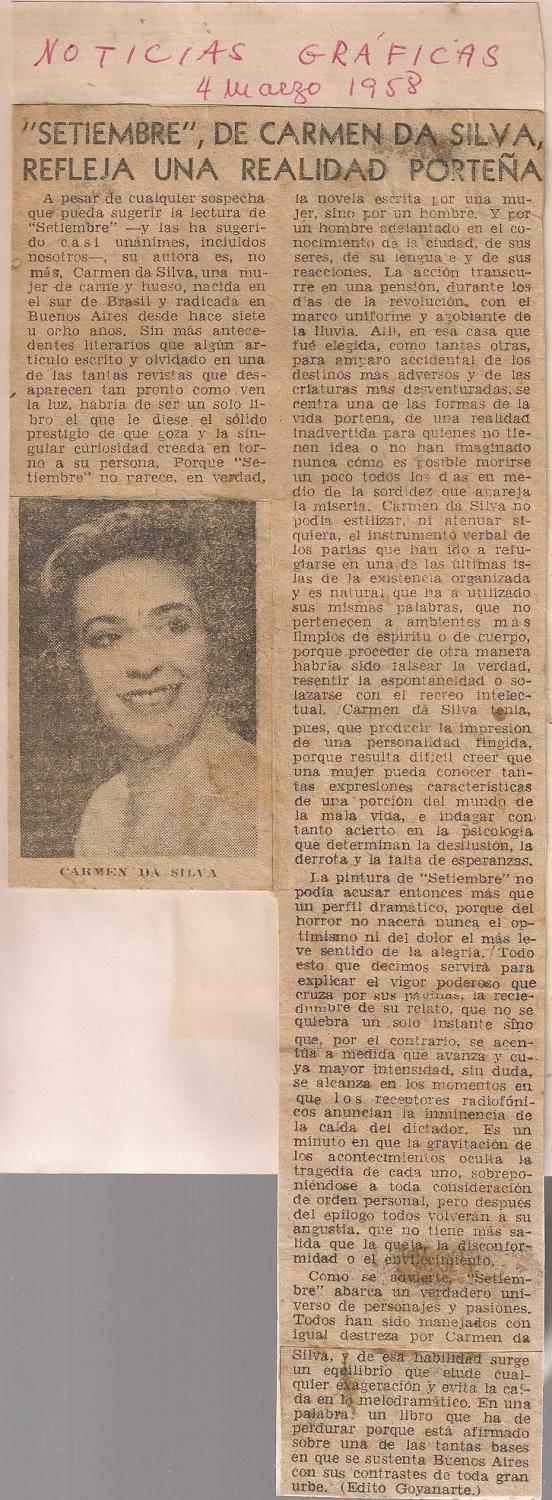 NOTICIAS GRÁFICAS
4 marzo 1958
"SETIEMBRE", DE CARMEN DA SILVA,
REFLEJA UNA REALIDAD PORTEÑA
A pesar de cualquier sospecha
que pueda sugerir la lectura de
"Setiembre" —y las ha sugeri-
do casi unánimes, incluídos
nosotros—, su autora es, no
más, Carmen da Silva, una mu-
jer de carne y hueso, nacida en
el sur de Brasil y radicada en
Buenos Aires desde hace siete
u ocho años. Sin más antece-
dentes literarios que algún ar-
tículo escrito y olvidado en una
de las tantas revistas que des-
aparecen tan pronto como ven
la luz, habría de ser un solo li-
bro el que le diese el sólido
prestigio de que goza y la sin-
gular curiosidad creada en tor-
no a su persona. Porque "Se-
tiembre" no parece, en verdad,
CARMEN DA SILVA
la novela escrita por una mu-
jer, sino por un hombre. Y por
un hombre adelantado en el co-
nocimiento de la ciudad, de sus
seres, de su lenguaje y de sus
reacciones. La acción transcu-
rre en una pensión, durante los
días de la revolución, con el
marco uniforme y agobiante de
la lluvia. Allí, en esa casa que
fué elegida, como tantas otras,
para amparo accidental de los
destinos más adversos y de las
criaturas más desventuradas, se
centra una de las formas de la
vida porteña, de una realidad
inadvertida para quienes no tie-
nen idea o no han imaginado
nunca cómo es posible morirse
un poco todos los días en me-
dio de la sordidez que apareja
la miseria. Carmen da Silva no
podía estilizar, ni atenuar si-
quiera, el instrumento verbal de
los parias que han ido a refu-
giarse en una de las últimas is-
las de la existencia organizada
y es natural que ha a utilizado
sus mismas palabras, que no
pertenecen a ambientes más
limpios de espíritu o de cuerpo,
porque proceder de otra manera
habría sido falsear la verdad,
resentir la espontaneidad o so-
lazarse con el recreo intelec-
tual. Carmen da Silva tenía,
pues, que producir la impresión
de una personalidad fingida,
porque resulta difícil creer que
una mujer pueda conocer tan-
tas expresiones características
de una porción del mundo de
la mala vida, e indagar con
tanto acierto en la psicología
que determinan la desilusión, la
derrota y la falta de esperanzas.
La pintura de "Setiembre" no
podía acusar entonces más que
un perfil dramático, porque del
horror no nacerá nunca el op-
timismo ni del dolor el más le-
ve sentido de la alegría. Todo
esto que decimos servirá para
explicar el vigor poderoso que
cruza por sus páginas, la recie-
dumbre de su relato, que no se
quiebra un solo instante sino
que, por el contrario, se acen-
túa a medida que avanza y cu-
ya mayor intensidad, sin duda,
se alcanza en los momentos en
que los receptores radiofóni-
cos anuncian la inminencia de
la caída del dictador. Es un
minuto en que la gravitación de
los acontecimientos oculta la
tragedia de cada uno, sobrepo-
niéndose a toda consideración
de orden personal, pero después
del epílogo todos volverán a su
angustia, que no tiene más sa-
lida que la queja, la disconfor-
midad o el envilecimiento.
Como se advierte, "Setiem-
bre" abarca un verdadero uni-
verso de personajes y pasiones.
Todos han sido manejados con
igual destreza por Carmen da
Silva, y de esa habilidad surge
un equilibrio que elude cual-
quier exageración y evita la caí-
da en lo melodramático. En una
palabra: un libro que ha de
perdurar porque está afirmado
sobre una de las tantas bases
en que se sustenta Buenos Aires
con sus contrastes de toda gran
urbe. (Editó Goyanarte.)